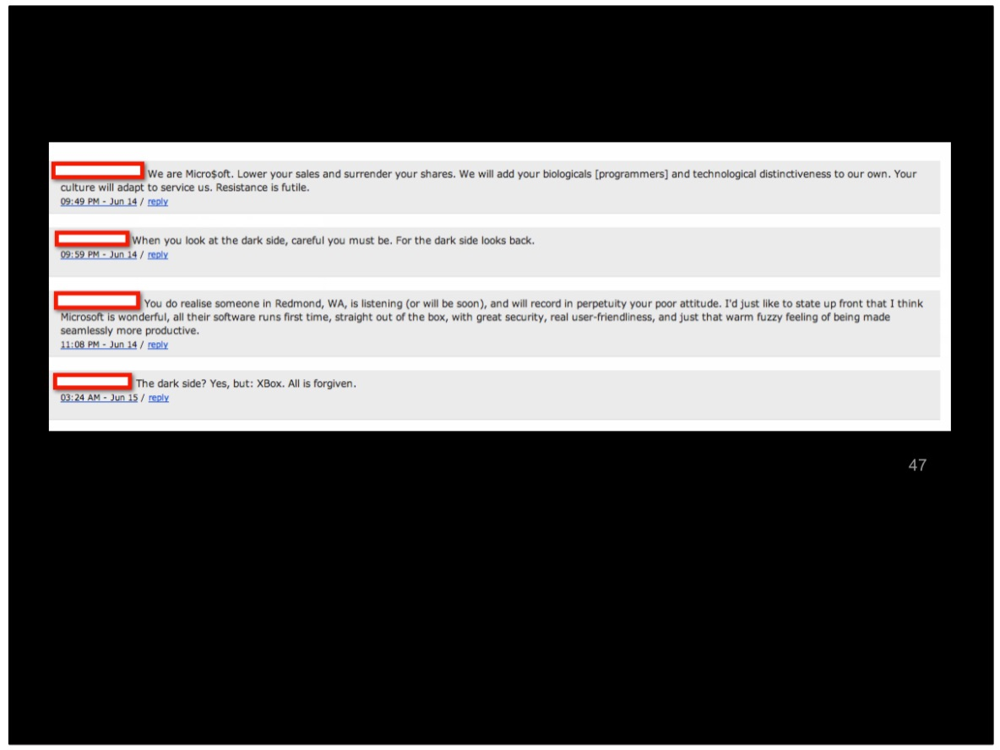 We are Micro$oft. Lower your sales and surrender your shares. We will add your biologicals [programmers] and technological distinctiveness to our own. Your
culture will adapt to service us. Resistance is futile.
09:49 PM - Jun 14 / reply
When you look at the dark side, careful you must be. For the dark side looks back.
09:59 PM - Jun 14 / reply
You do realise someone in Redmond, WA, is listening (or will be soon), and will record in perpetuity your poor attitude. I'd just like to state up front that I think
Microsoft is wonderful, all their software runs first time, straight out of the box, with great security, real user-friendliness, and just that warm fuzzy feeling of being made
seamlessly more productive.
11:08 PM - Jun 14 / reply
The dark side? Yes, but: XBox. All is forgiven.
03:24 AM - Jun 15 / reply
47